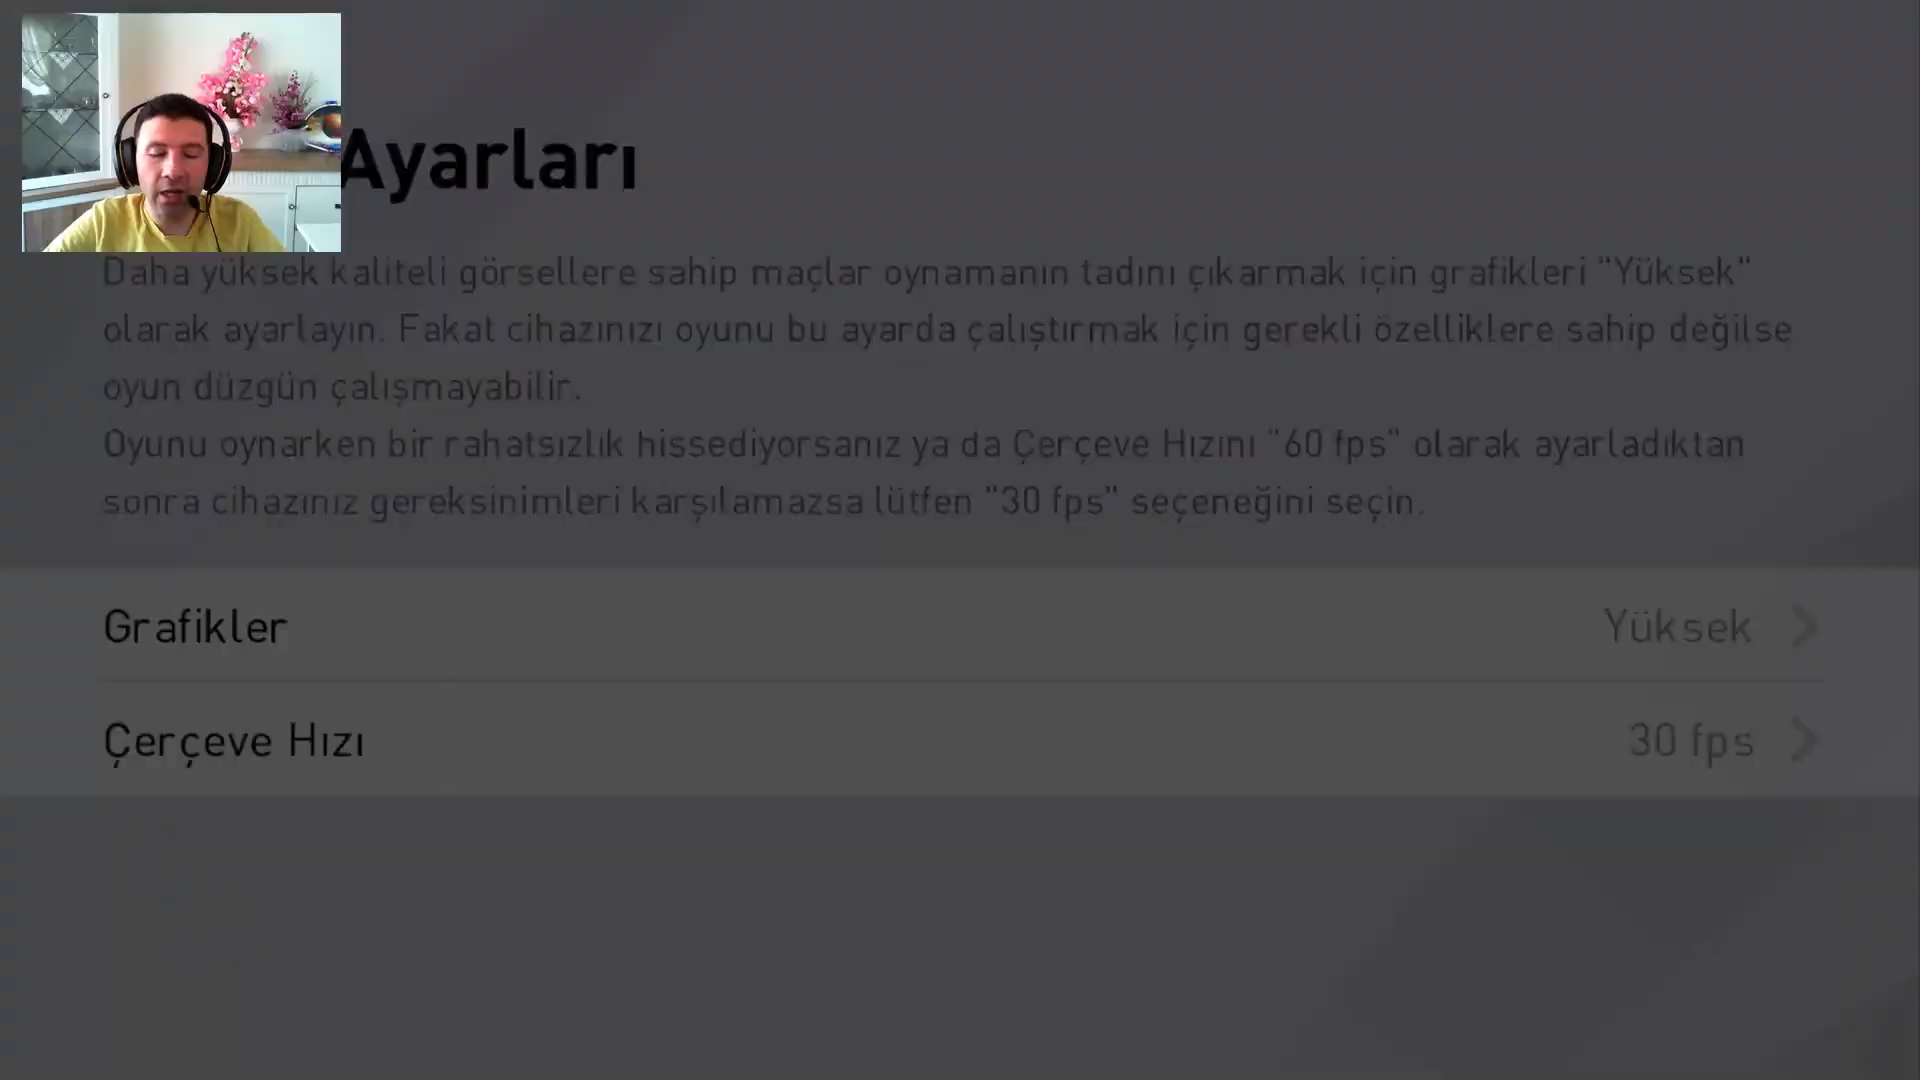 Ayarları
Daha yüksek kaliteli görsellere sahip maçlar oynamanın tadını çıkarmak için grafikleri "Yüksek"
olarak ayarlayın. Fakat cihazınızı oyunu bu ayarda çalıştırmak için gerekli özelliklere sahip değilse
oyun düzgün çalışmayabilir.
Oyunu oynarken bir rahatsızlık hissediyorsanız ya da Çerçeve Hızını "60 fps" olarak ayarladıktan
sonra cihazınız gereksinimleri karşılamazsa lütfen "30 fps" seçeneğini seçin.
Grafikler Yüksek
Çerçeve Hızı 30 fps